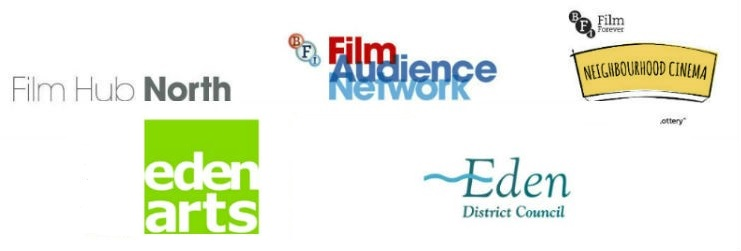 Film Hub North
BFI
Film
Audience
Network
BFI
Film
Forever
NEIGHBOURHOOD CINEMA
ottery"
eden
arts
Eden
District Council